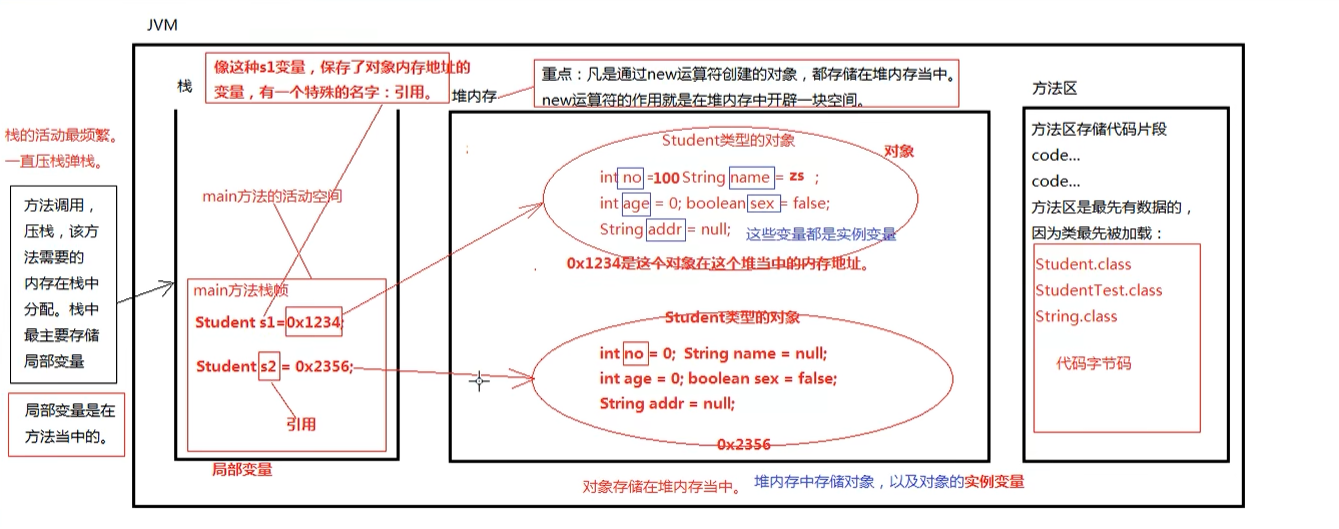 JVM
像这种s1变量，保存了对象内存地址的
变量，有一个特殊的名字：引用。
栈
堆内存
重点：凡是通过new运算符创建的对象，都存储在堆内存当中。
new运算符的作用就是在堆内存中开辟一块空间。
方法区
栈的活动最频繁。
一直压栈弹栈。
方法调用，
压栈，该方
法需要的
内存在栈中
分配。栈中
最主要存储
局部变量
局部变量是在
方法当中的。
main方法的活动空间
main方法栈帧
Student s1=0x1234;
Student s2 = 0x2356;
引用
局部变量
Student类型的对象
对象
int no =100 String name = zs ;
int age = 0; boolean sex = false;
String addr = null;
这些变量都是实例变量
0x1234是这个对象在这个堆当中的内存地址。
Student类型的对象
int no = 0; String name = null;
int age = 0; boolean sex = false;
String addr = null;
0x2356
对象存储在堆内存当中。
堆内存中存储对象，以及对象的实例变量
方法区存储代码片段
code...
code...
方法区是最先有数据的，
因为类最先被加载：
Student.class
StudentTest.class
String.class
代码字节码